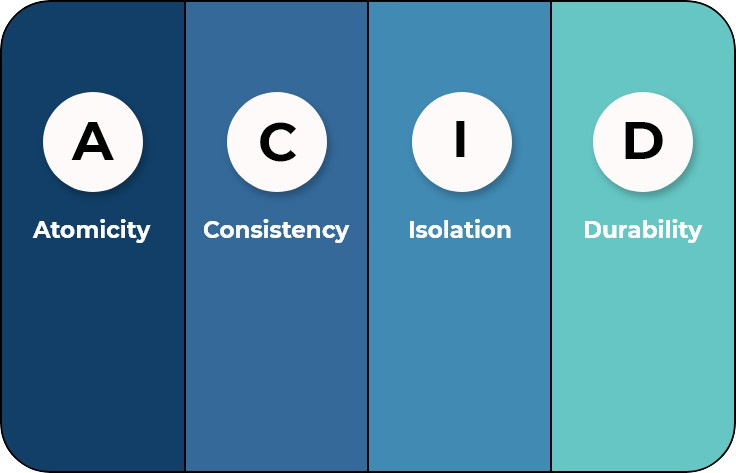 A
C
I
D
Atomicity
Consistency
Isolation
Durability